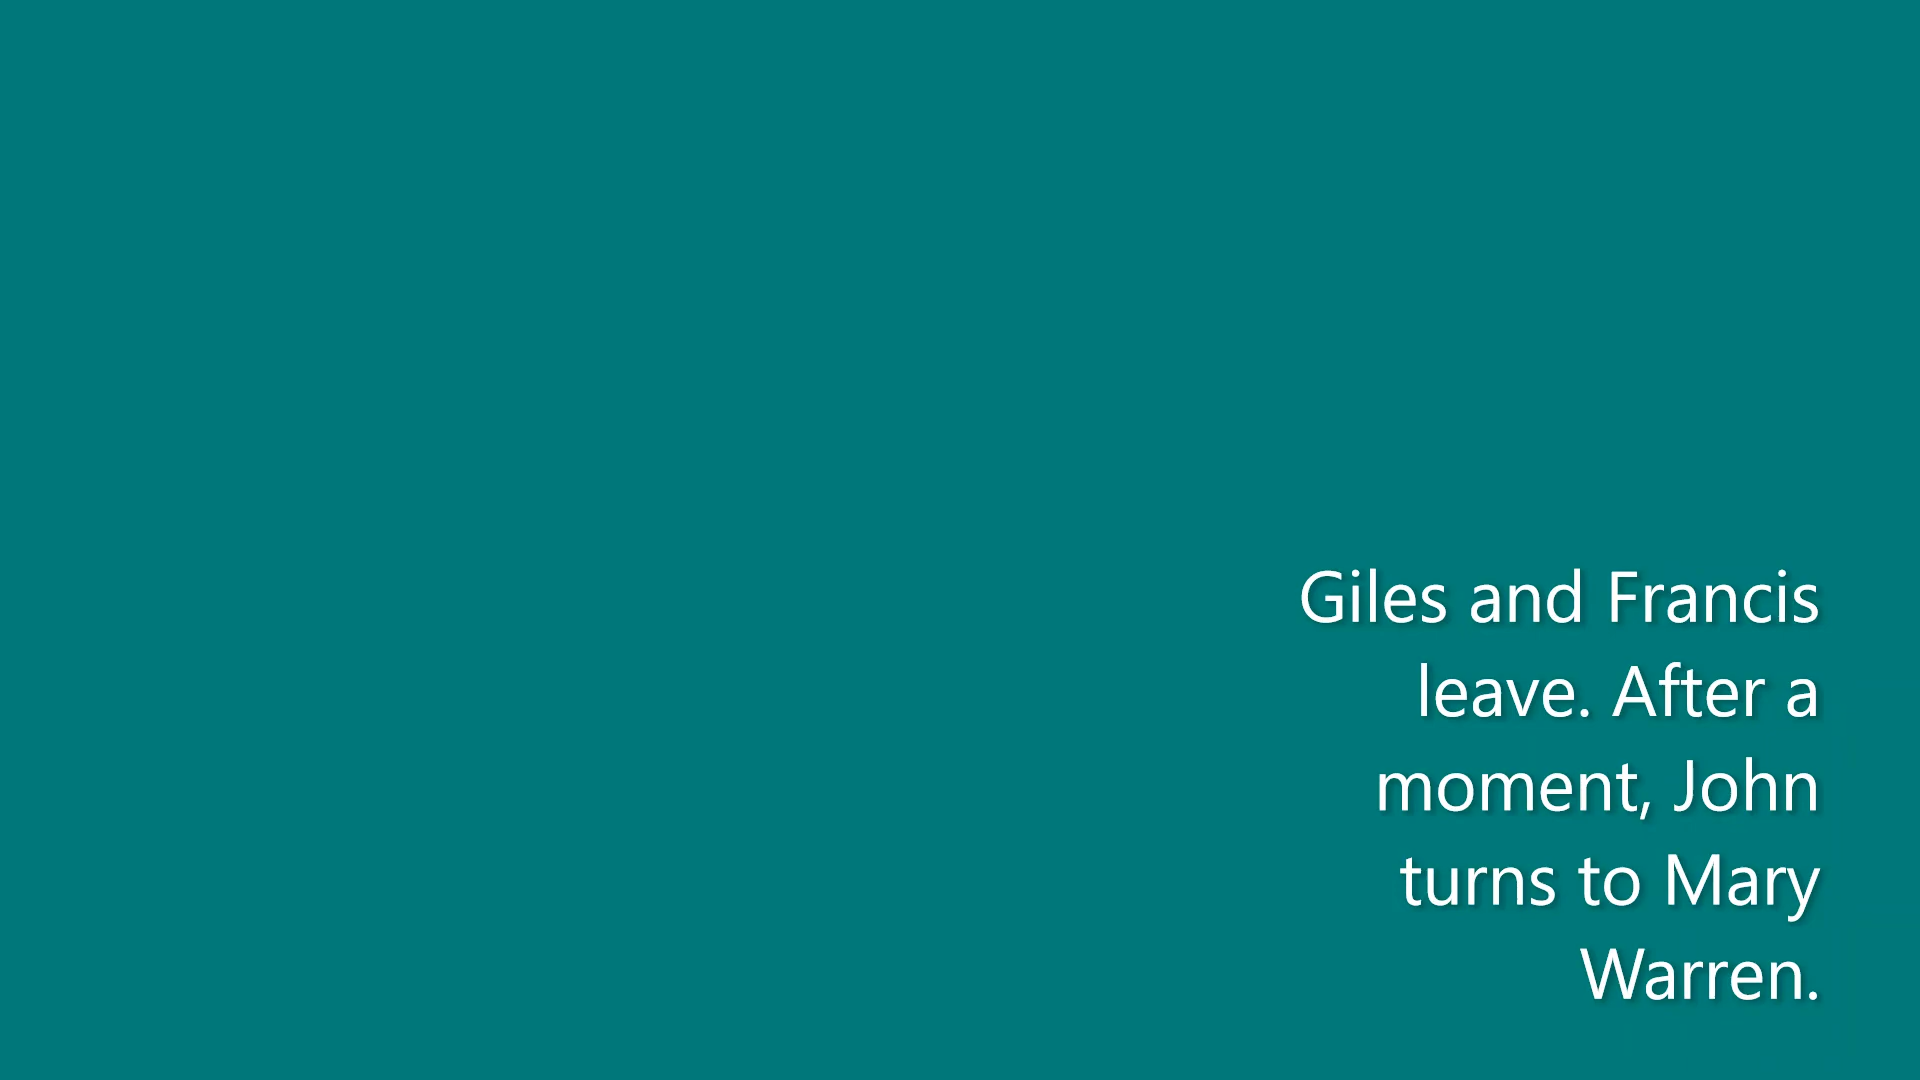 Giles and Francis
leave. After a
moment, John
turns to Mary
Warren.